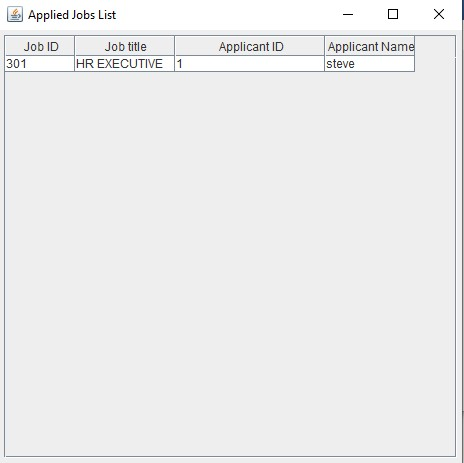 Applied Jobs List
Job ID Job title Applicant ID Applicant Name
301 HR EXECUTIVE 1 steve